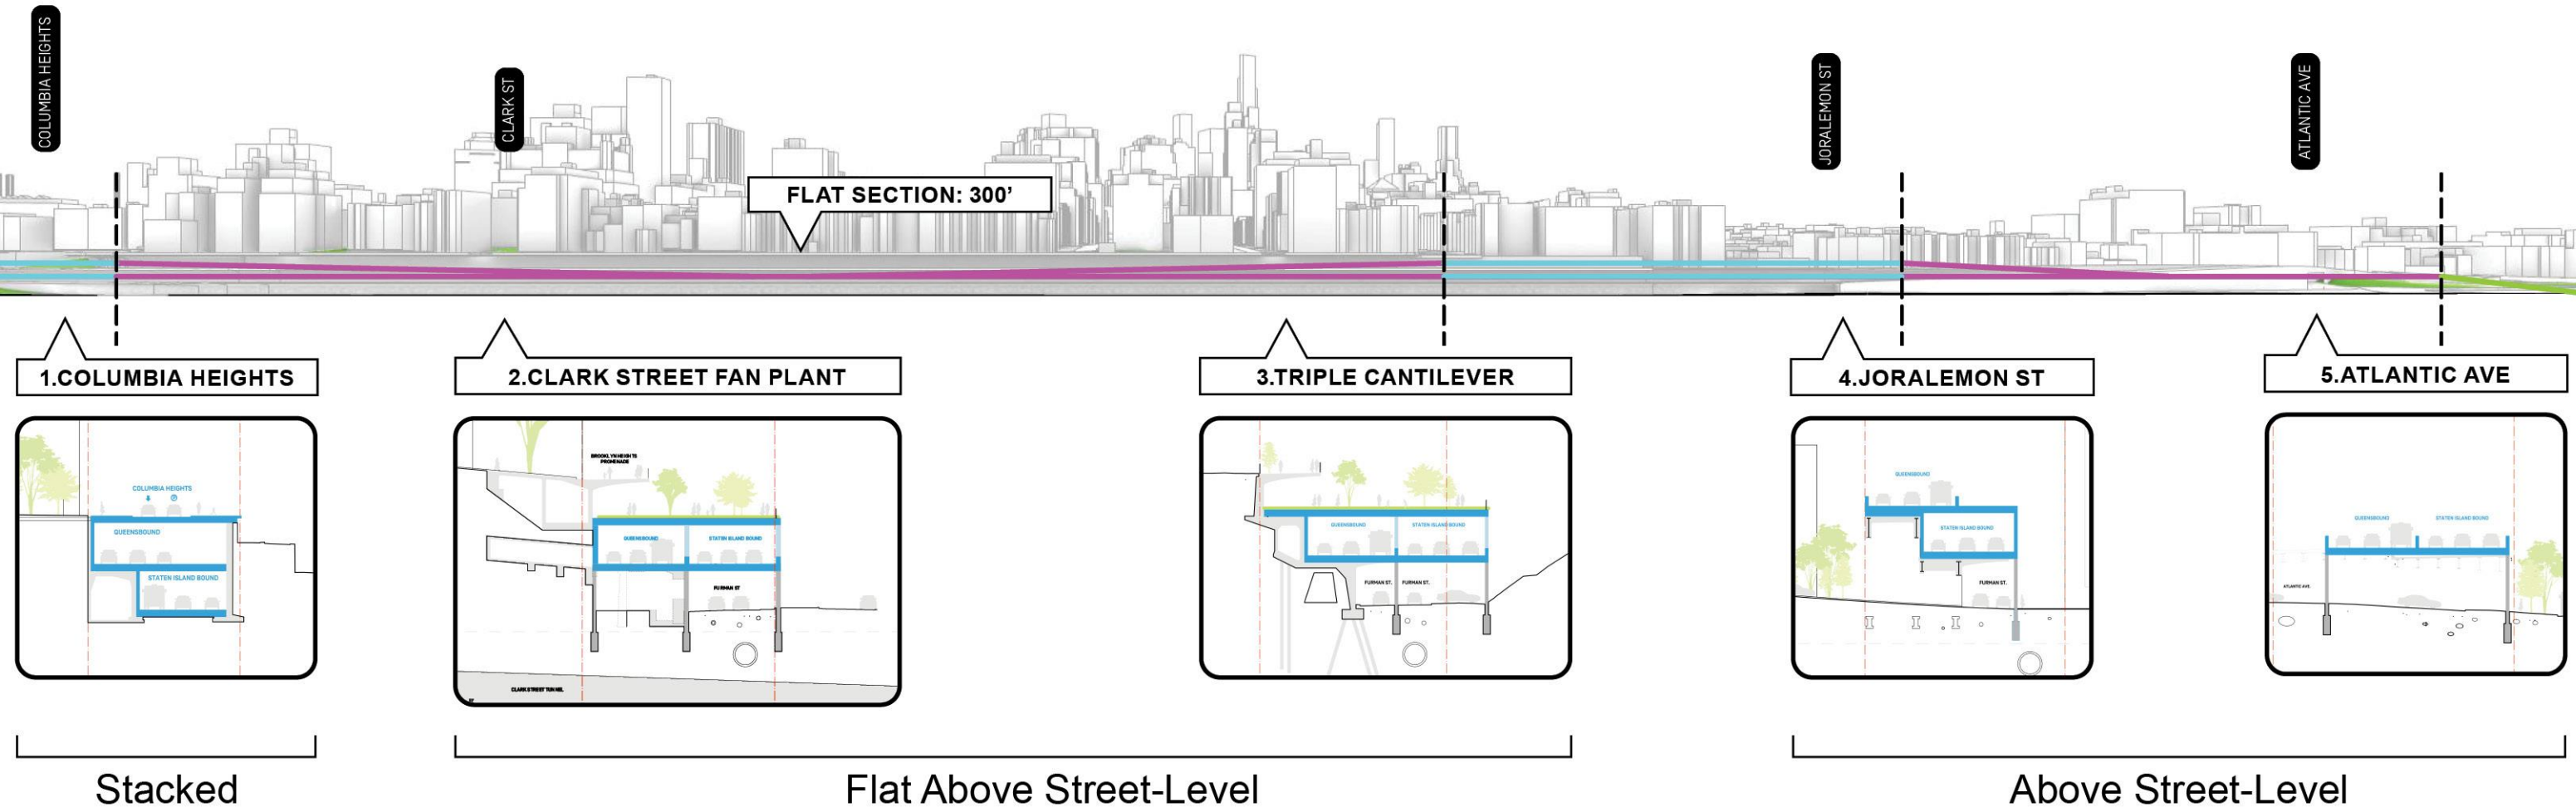 COLUMBIA HEIGHTS
CLARK ST
JORALEMON ST
ATLANTIC AVE
FLAT SECTION: 300’
1.COLUMBIA HEIGHTS
2.CLARK STREET FAN PLANT
3.TRIPLE CANTILEVER
4.JORALEMON ST
5.ATLANTIC AVE
COLUMBIA HEIGHTS
QUEENSBOUND
STATEN ISLAND BOUND
BROOKLYN HEIGHTS
PROMENADE
QUEENSBOUND
STATEN ISLAND BOUND
FURMAN ST
CLARK STREET TUNNEL
QUEENSBOUND
STATEN ISLAND BOUND
FURMAN ST.
FURMAN ST.
QUEENSBOUND
STATEN ISLAND BOUND
FURMAN ST.
QUEENSBOUND
STATEN ISLAND BOUND
ATLANTIC AVE.
Stacked
Flat Above Street-Level
Above Street-Level